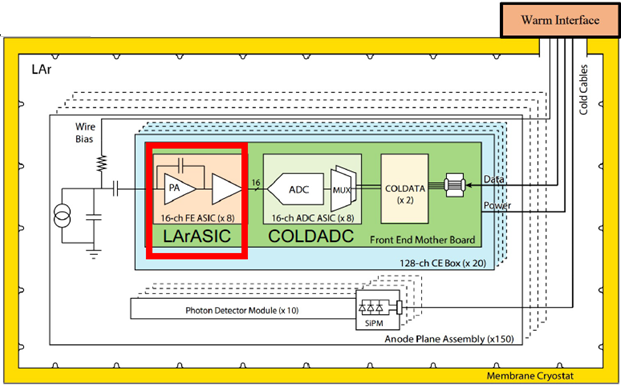 Warm Interface
LAr
Cold Cables
Wire
Bias
PA
16
ADC
MUX
COLDATA
(x 2)
Data
Power
16-ch FE ASIC (x 8)
16-ch ADC ASIC (x 8)
LArASIC
COLDADC
Front End Mother Board
128-ch CE Box (x 20)
Photon Detector Module (x 10)
SiPM
Anode Plane Assembly (x150)
Membrane Cryostat